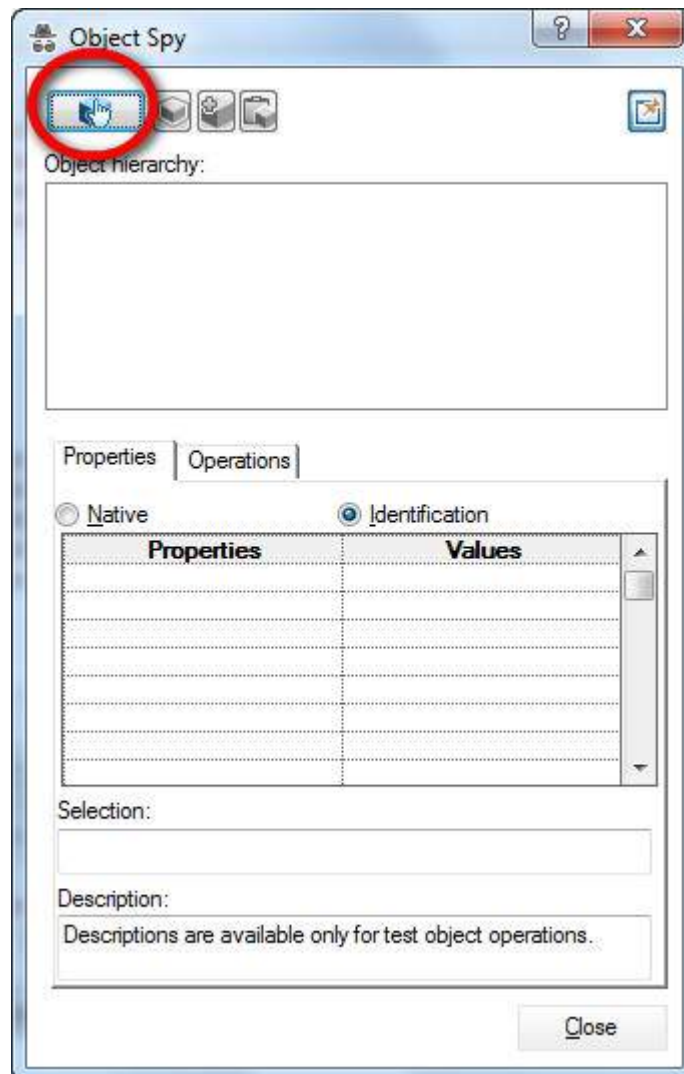 Object Spy
Object hierarchy:
Properties Operations
Native Identification
Properties Values
Selection:
Description:
Descriptions are available only for test object operations.
Close